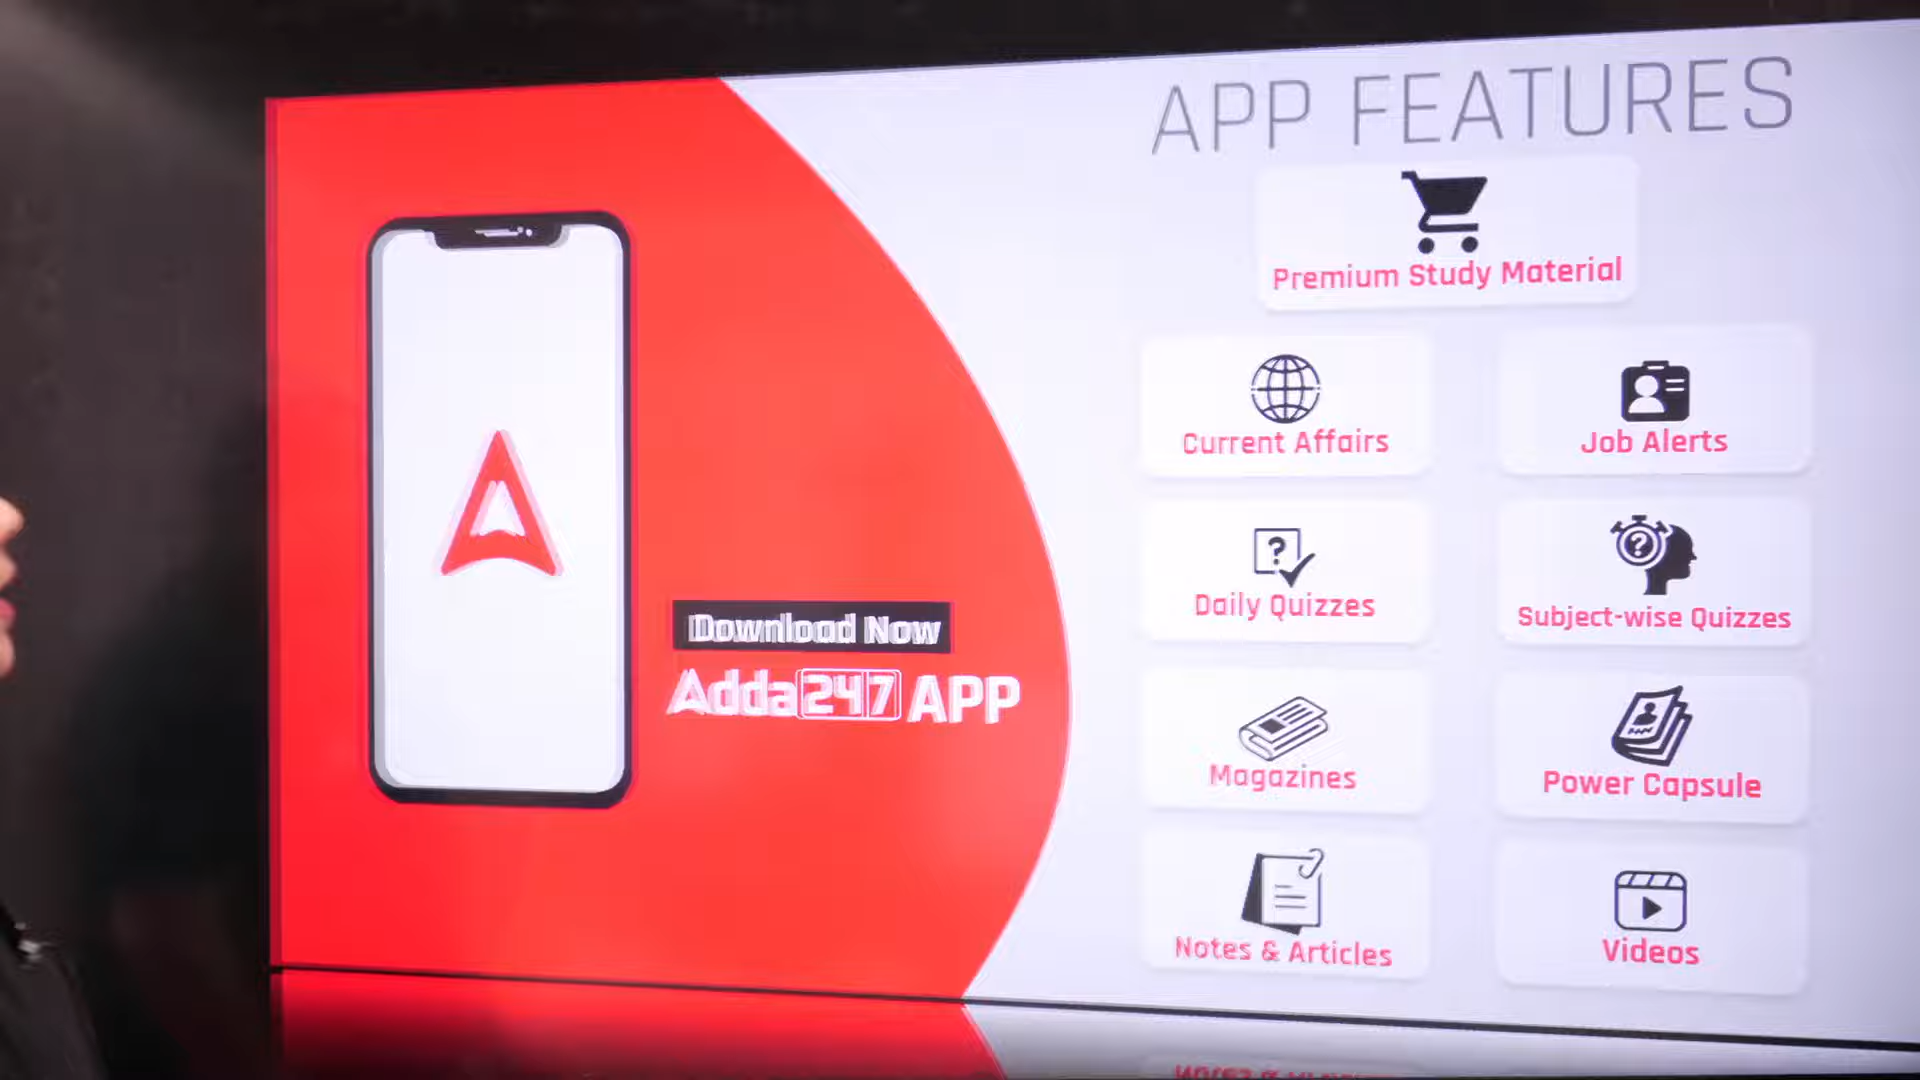 APP FEATURES
Premium Study Material
Current Affairs
Job Alerts
Daily Quizzes
Subject-wise Quizzes
Magazines
Power Capsule
Notes & Articles
Videos
Download Now
Adda247 APP